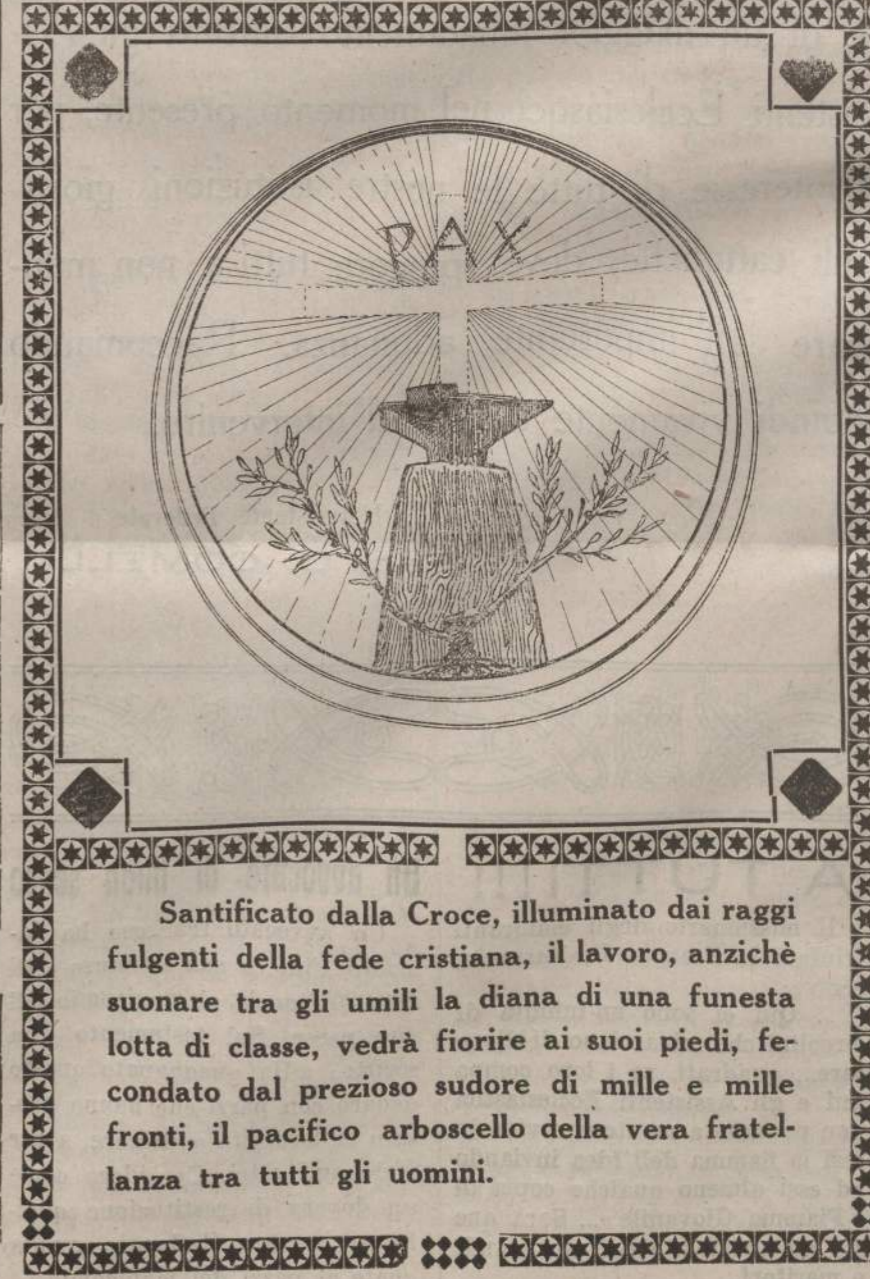 PAX
Santificato dalla Croce, illuminato dai raggi
fulgenti della fede cristiana, il lavoro, anzichè
suonare tra gli umili la diana di una funesta
lotta di classe, vedrà fiorire ai suoi piedi, fe-
condato dal prezioso sudore di mille e mille
fronti, il pacifico arboscello della vera fratel-
lanza tra tutti gli uomini.